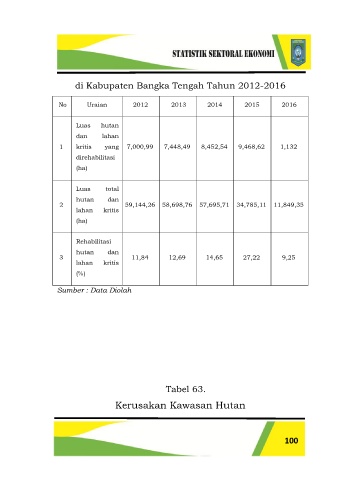 STATISTIK SEKTORAL EKONOMI
di Kabupaten Bangka Tengah Tahun 2012-2016
No Uraian 2012 2013 2014 2015 2016
Luas hutan
dan lahan
1 kritis yang 7,000,99 7,448,49 8,452,54 9,468,62 1,132
direhabilitasi
(ha)
Luas total
hutan dan
2 59,144,26 58,698,76 57,695,71 34,785,11 11,849,35
lahan kritis
(ha)
Rehabilitasi
hutan dan
3 11,84 12,69 14,65 27,22 9,25
lahan kritis
(%)
Sumber : Data Diolah
Tabel 63.
Kerusakan Kawasan Hutan
100